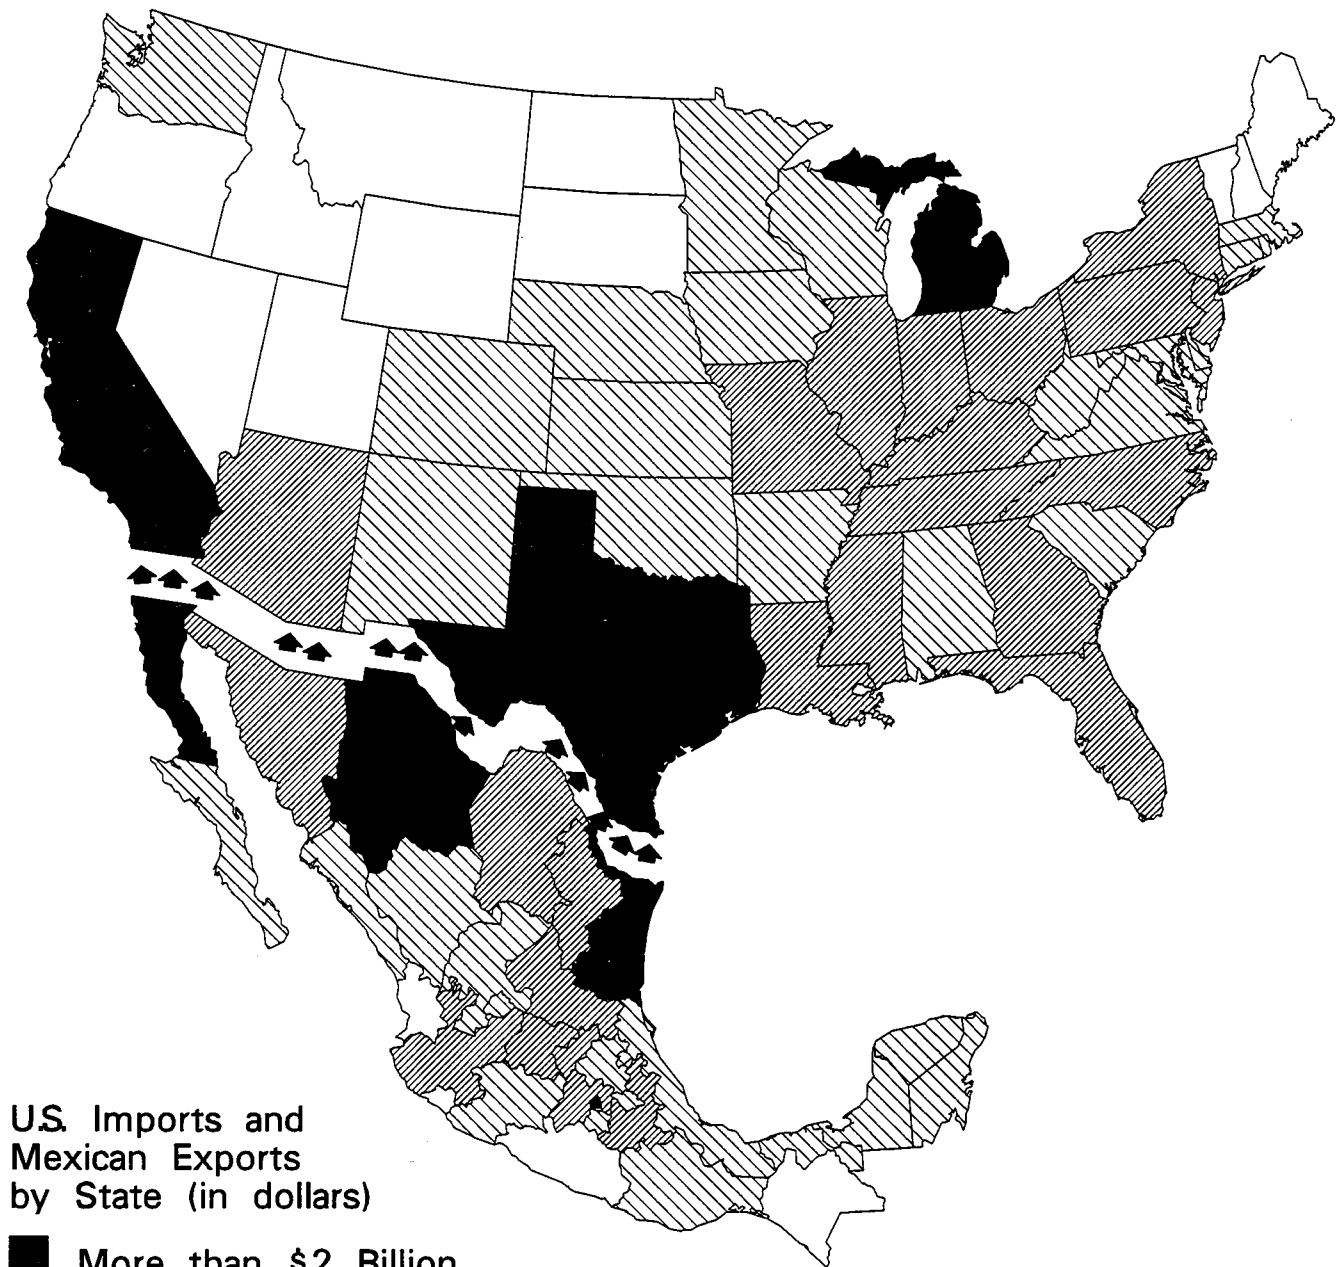 U.S. Imports and
Mexican Exports
by State (in dollars)
More than $2 Billion